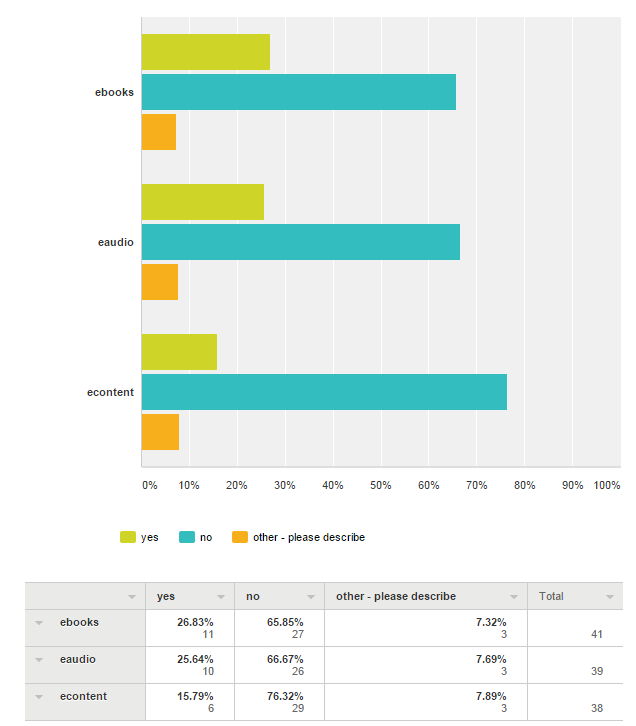 ebooks
eaudio
econtent
0% 10% 20% 30% 40% 50% 60% 70% 80% 90% 100%
yes no other - please describe
yes no other - please describe Total
ebooks 26.83% 65.85% 7.32%
11 27 3 41
eaudio 25.64% 66.67% 7.69%
10 26 3 39
econtent 15.79% 76.32% 7.89%
6 29 3 38